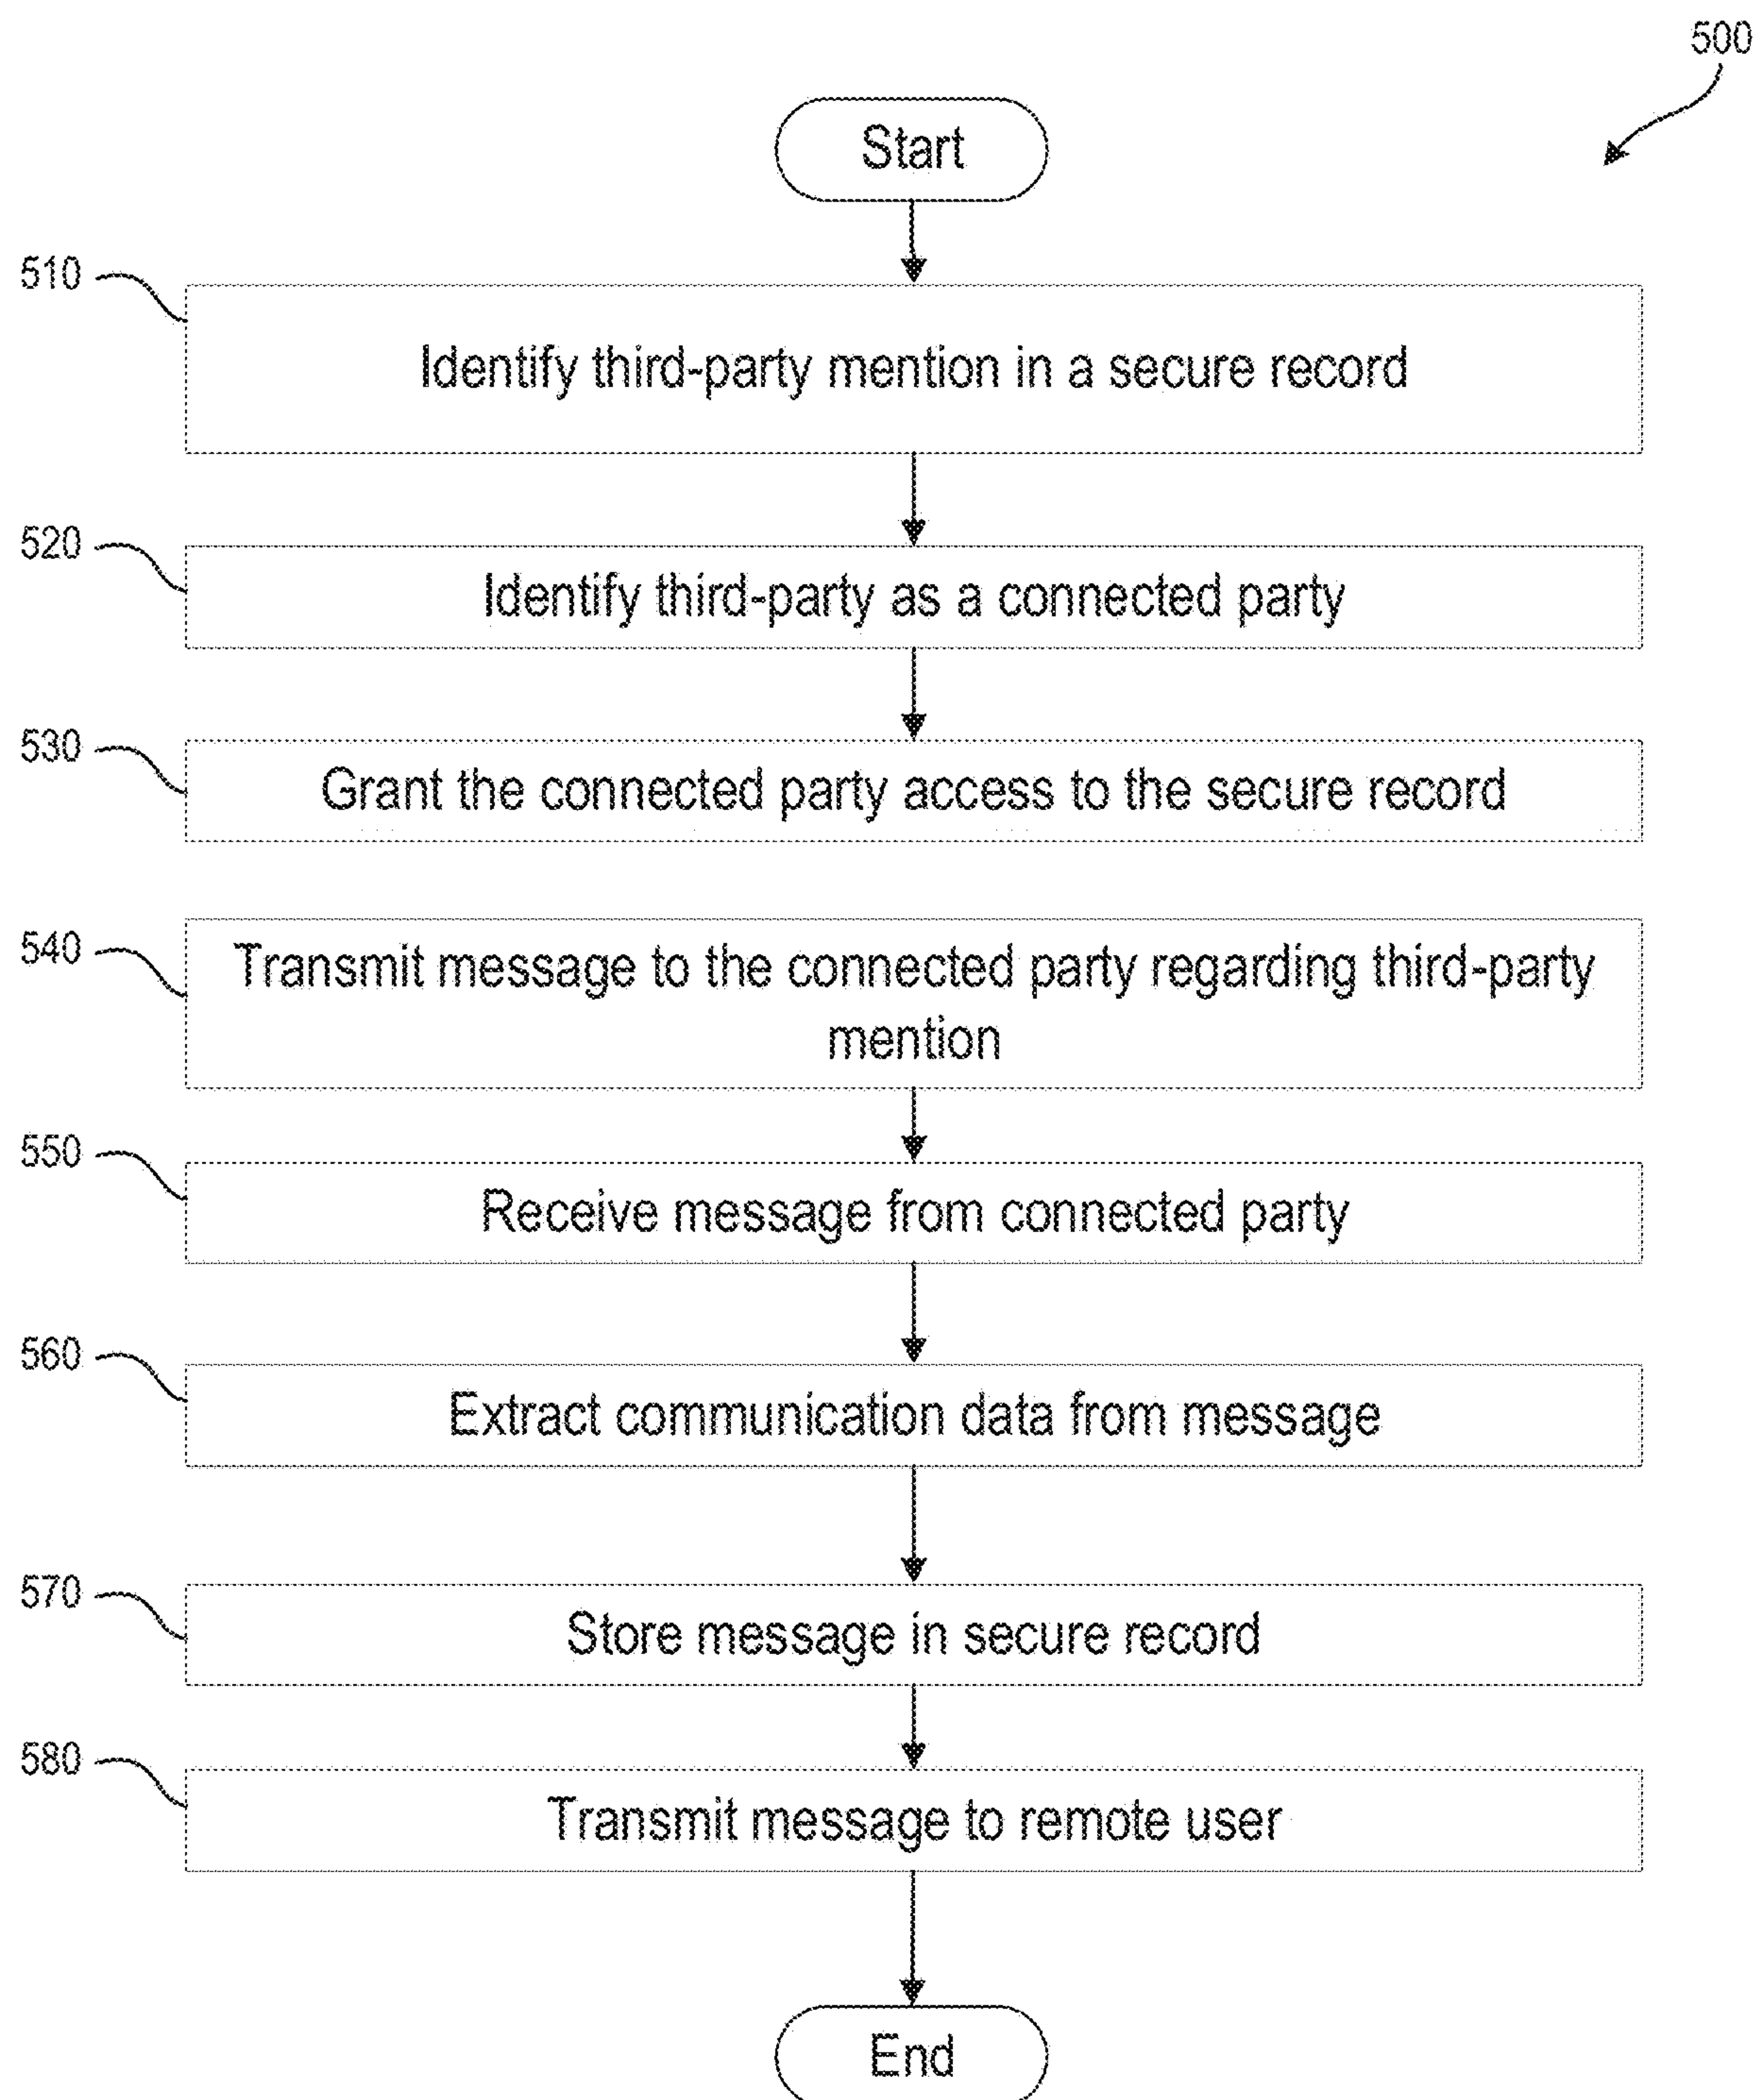 500
Start
510
Identify third-party mention in a secure record
520
Identify third-party as a connected party
530
Grant the connected party access to the secure record
540
Transmit message to the connected party regarding third-party
mention
550
Receive message from connected party
560
Extract communication data from message
570
Store message in secure record
580
Transmit message to remote user
End